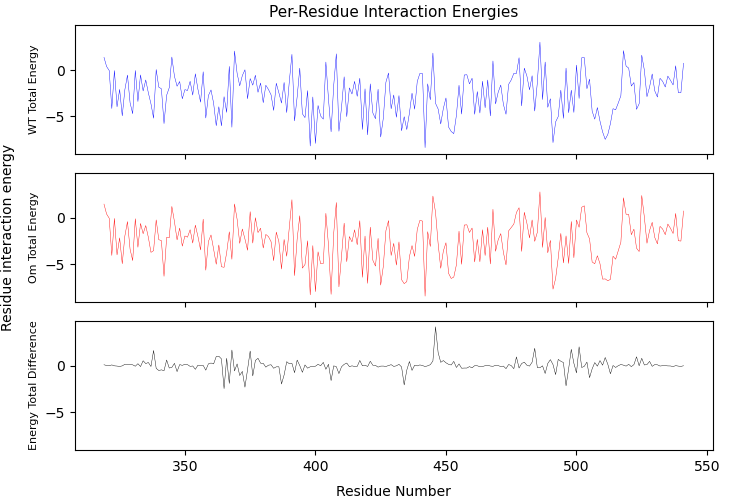 Per-Residue Interaction Energies
Residue interaction energy
WT Total Energy
0
−5
Om Total Energy
0
−5
Energy Total Difference
0
−5
350
400
450
500
550
Residue Number